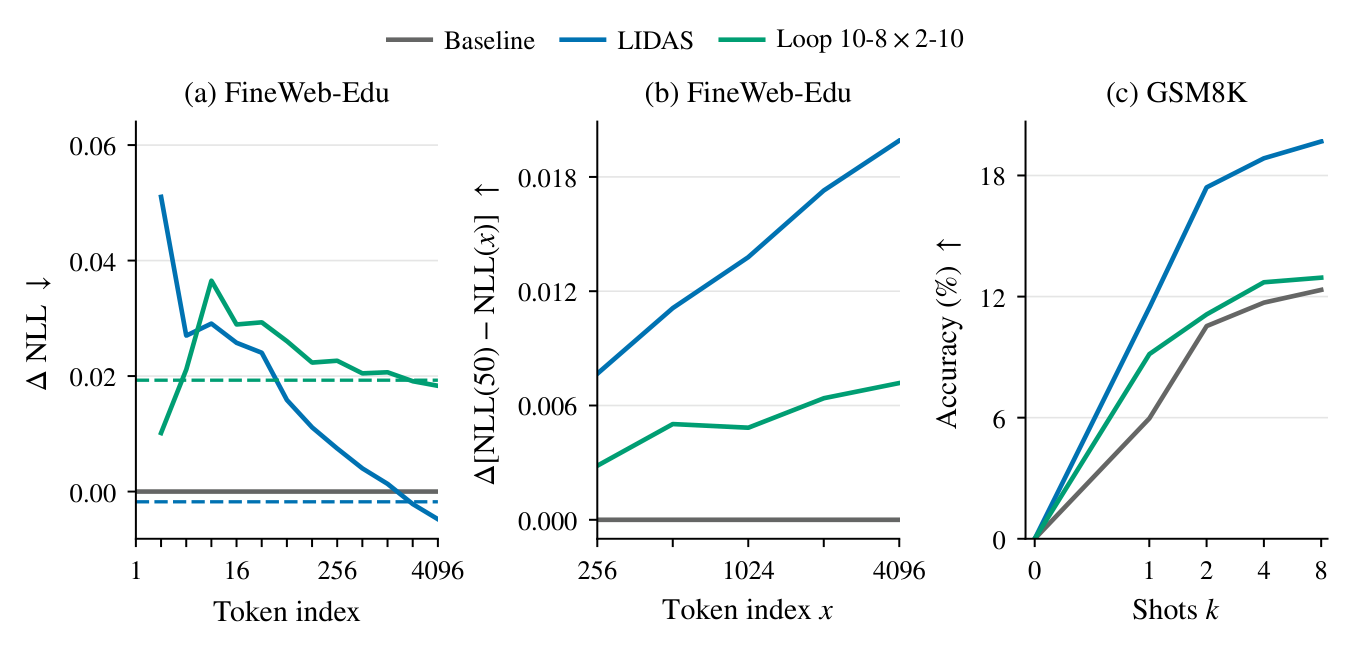 Baseline LIDAS Loop 10-8 × 2-10
(a) FineWeb-Edu
Δ NLL ↓
0.06
0.04
0.02
0.00
1 16 256 4096
Token index
(b) FineWeb-Edu
Δ[NLL(50) − NLL(x)] ↑
0.018
0.012
0.006
0.000
256 1024 4096
Token index x
(c) GSM8K
Accuracy (%) ↑
18
12
6
0
0 1 2 4 8
Shots k